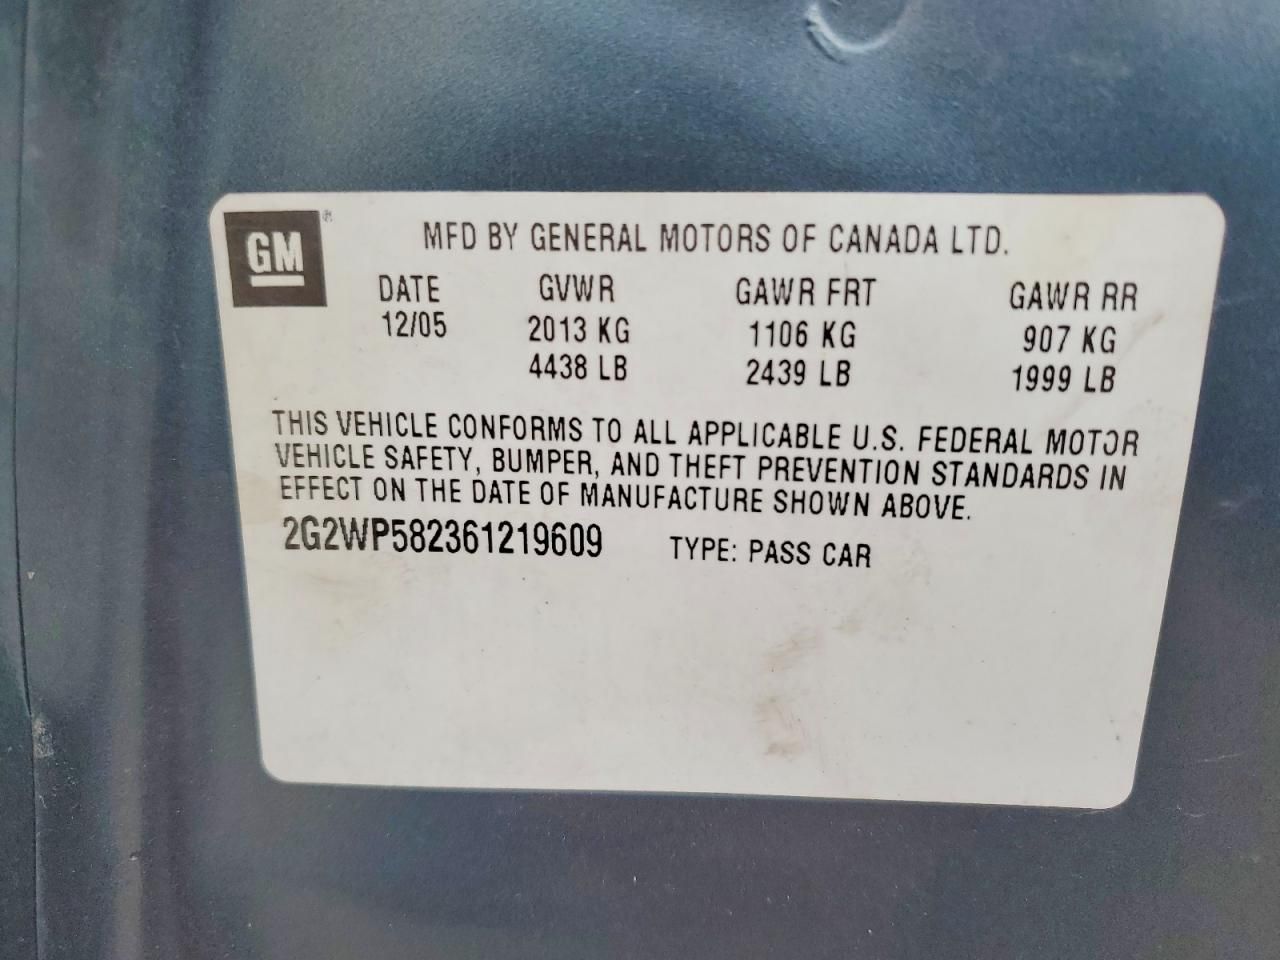 GM ®
MFD BY GENERAL MOTORS OF CANADA LTD.
DATE GVWR GAWR FRT GAWR RR
12/05 2013 KG 1106 KG 907 KG
4438 LB 2439 LB 1999 LB
THIS VEHICLE CONFORMS TO ALL APPLICABLE U.S. FEDERAL MOTOR
VEHICLE SAFETY, BUMPER, AND THEFT PREVENTION STANDARDS IN
EFFECT ON THE DATE OF MANUFACTURE SHOWN ABOVE.
2G2WP582361219609 TYPE: PASS CAR